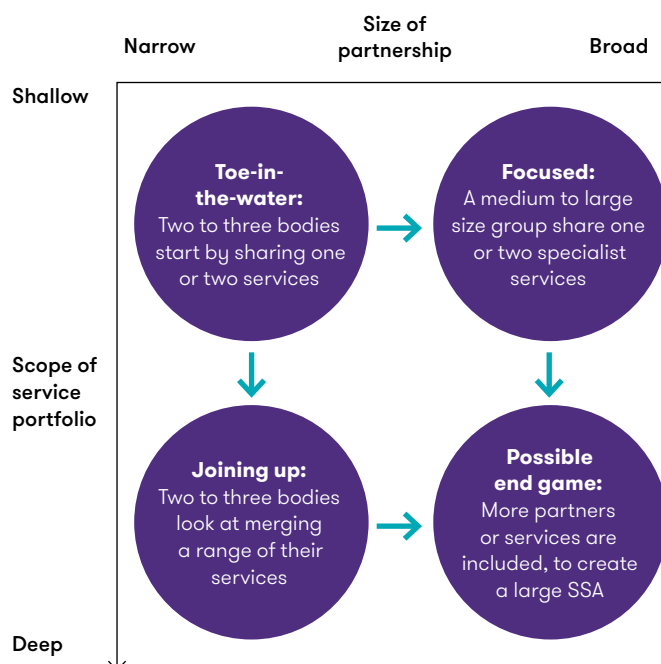 Size of
partnership
Narrow
Broad
Shallow
Toe-in-
the-water:
Two to three bodies
start by sharing one
or two services
Focused:
A medium to large
size group share one
or two specialist
services
Scope of
service
portfolio
Joining up:
Two to three bodies
look at merging
a range of their
services
Possible
end game:
More partners
or services are
included, to create
a large SSA
Deep